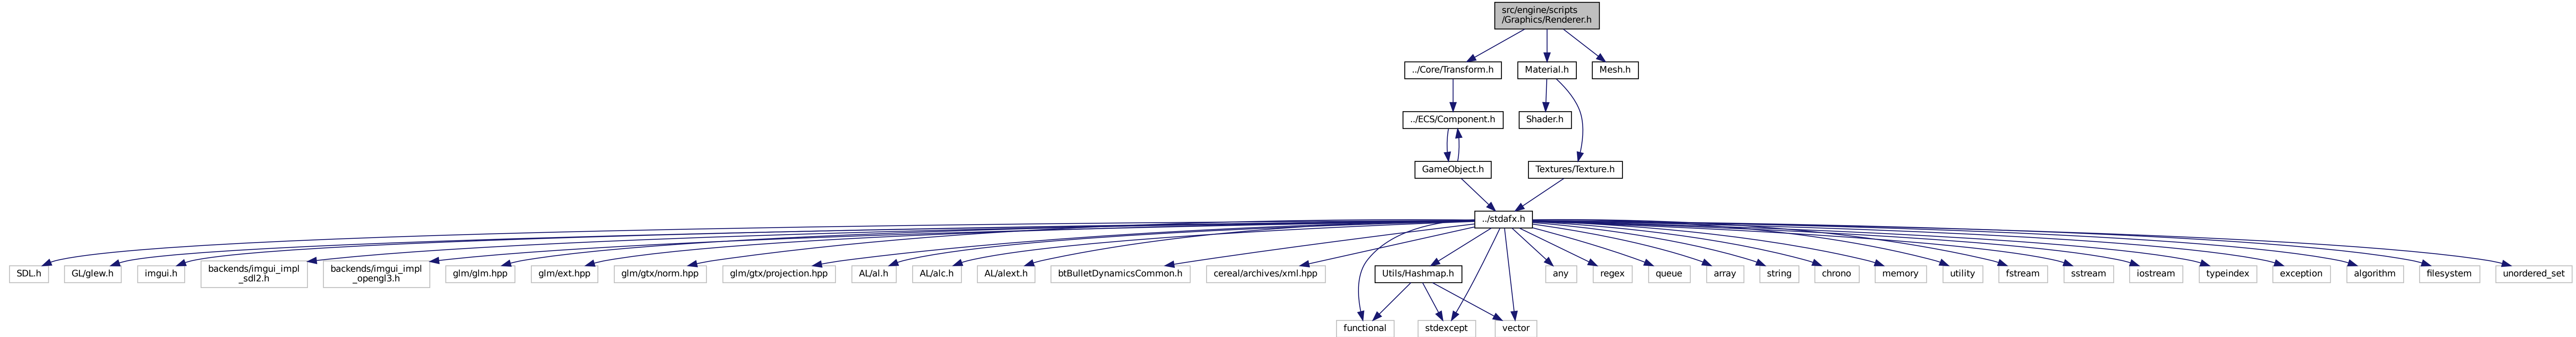 src/engine/scripts
/Graphics/Renderer.h
../Core/Transform.h
Material.h
Mesh.h
../ECS/Component.h
Shader.h
GameObject.h
Textures/Texture.h
../stdafx.h
SDL.h
GL/glew.h
imgui.h
backends/imgui_impl
_sdl2.h
backends/imgui_impl
_opengl3.h
glm/glm.hpp
glm/ext.hpp
glm/gtx/norm.hpp
glm/gtx/projection.hpp
AL/al.h
AL/alc.h
AL/alext.h
btBulletDynamicsCommon.h
cereal/archives/xml.hpp
Utils/Hashmap.h
any
regex
queue
array
string
chrono
memory
utility
fstream
sstream
iostream
typeindex
exception
algorithm
filesystem
unordered_set
functional
stdexcept
vector